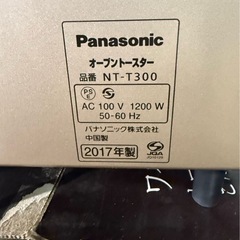 Panasonic
オーブントースター
品番 NT-T300
PS
E
AC 100 V 1200 W
50-60 Hz
パナソニック株式会社
中国製
2017年製
JQA